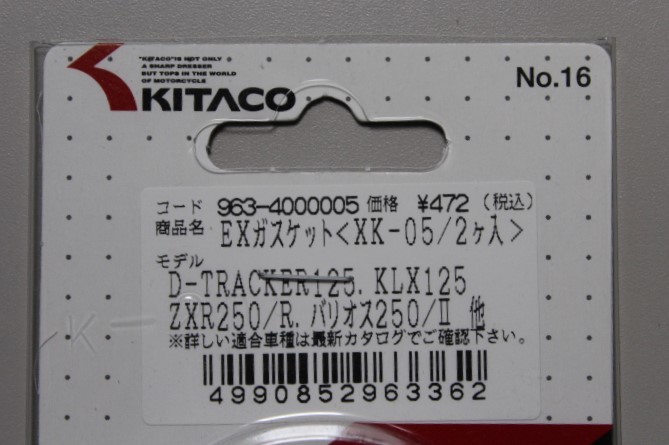 "KITACO" IS NOT ONLY
A SHARP DRESSER
BUT TOPS IN THE WORLD
OF MOTORCYCLE
KITACO
No.16
コード 963-4000005 価格 ¥472 (税込)
商品名 EXガスケット<XK-05/2ヶ入>
モデル
D-TRACKER125. KLX125
ZXR250/R. バリオス250/Ⅱ 他
※詳しい適合車種は最新カタログでご確認下さい。
4990852963362